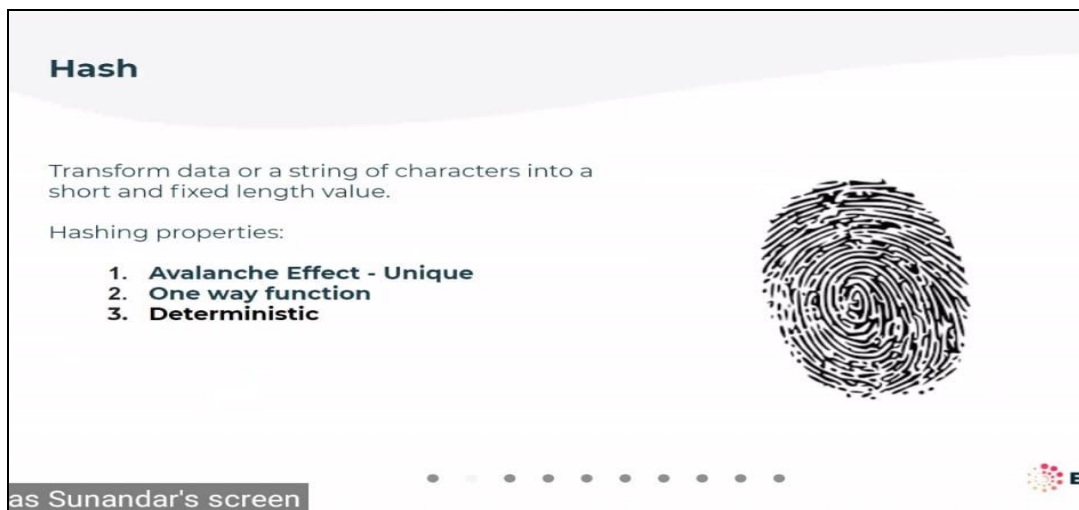 Hash
Transform data or a string of characters into a
short and fixed length value.
Hashing properties:
1. Avalanche Effect - Unique
2. One way function
3. Deterministic
as Sunandar's screen